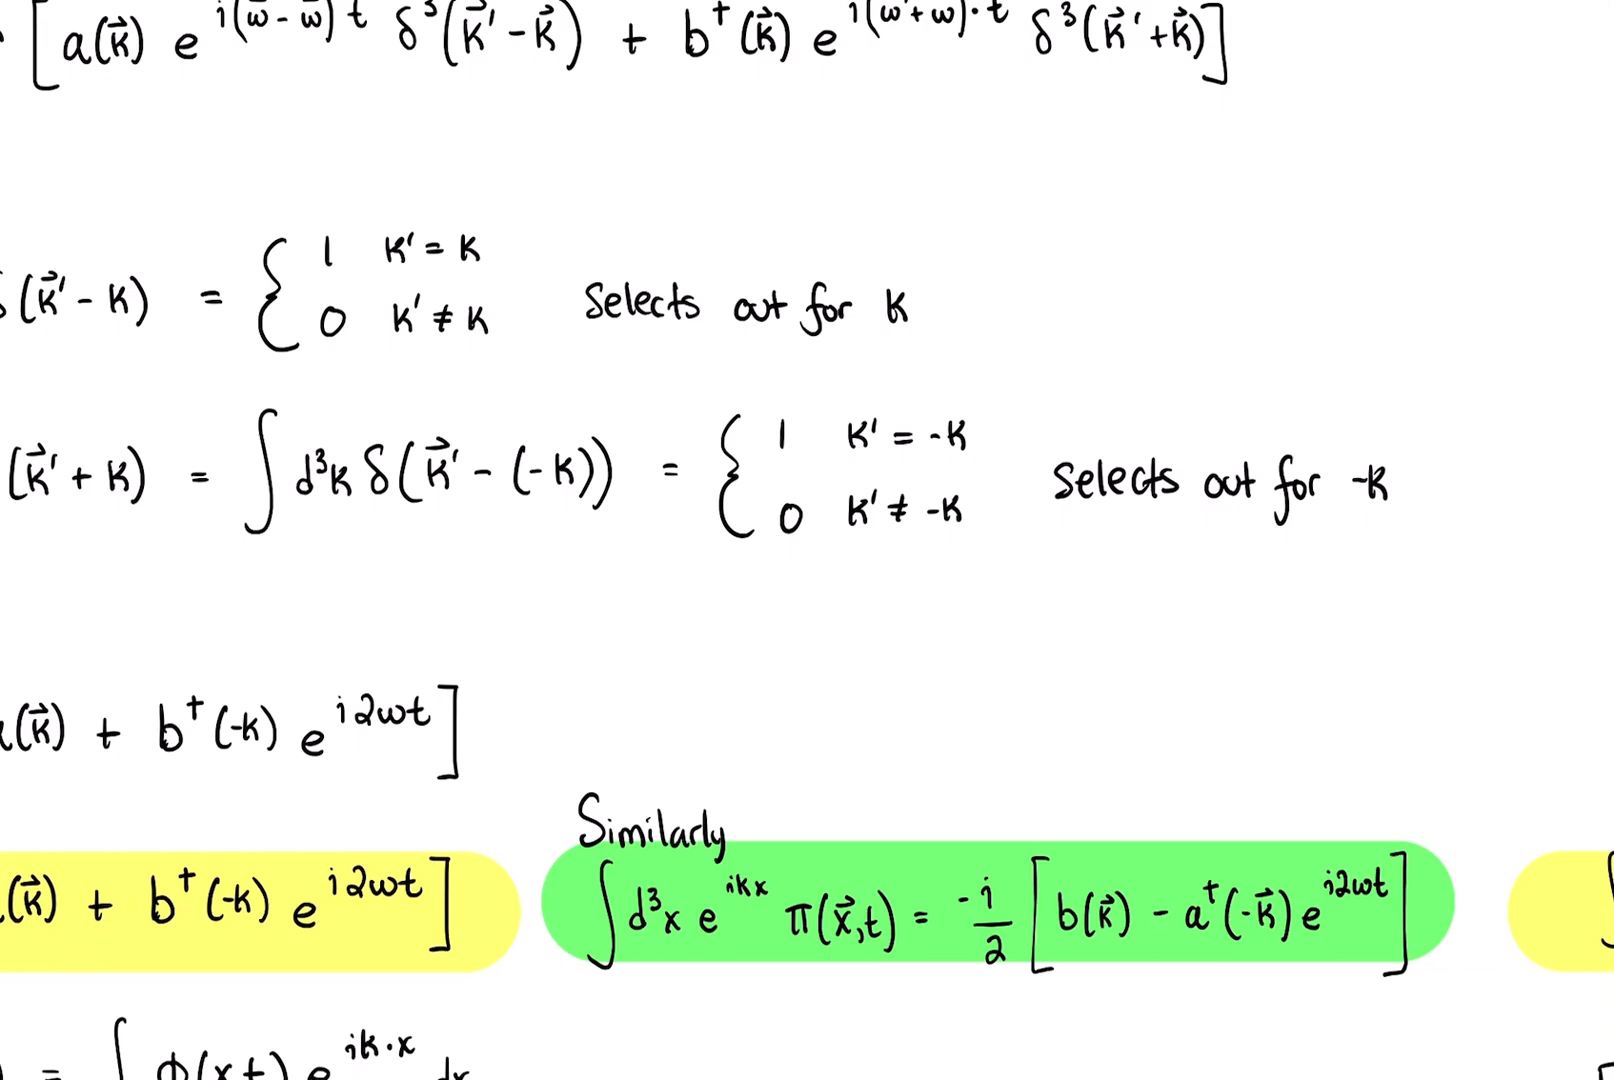 [a(k⃗) e^{i(ω-ω)t} δ³(k⃗'-k⃗) + b†(k⃗) e^{i(ω'+ω)·t} δ³(k⃗'+k⃗)]
(k⃗'-k) = { 1 k'=k
0 k'≠k
Selects out for k
(k⃗'+k) = ∫ d³k δ(k⃗'-(-k)) = { 1 k'=-k
0 k'≠-k
Selects out for -k
(k⃗) + b†(-k) e^{i2ωt} ]
Similarly
(k⃗) + b†(-k) e^{i2ωt} ]
∫ d³x e^{ikx} π(x⃗,t) = -i/2 [ b(k⃗) - a†(-k⃗) e^{i2ωt} ]
= ∫ φ(x,t) e^{ik·x} dx